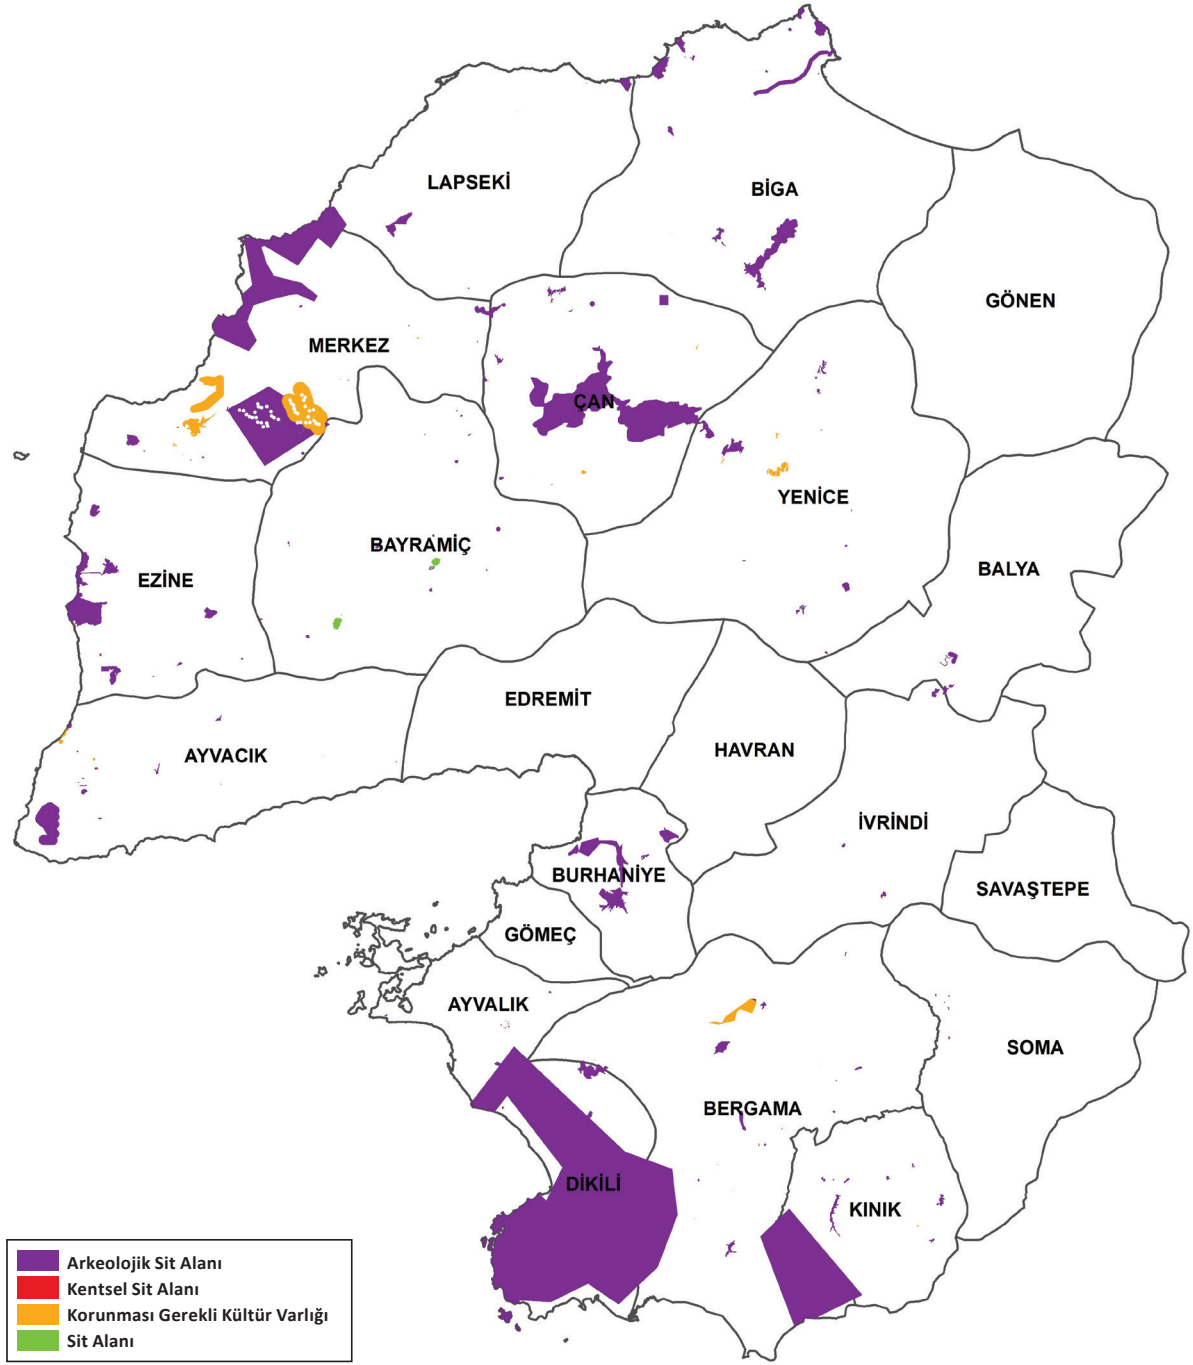 LAPSEKİ
BİGA
GÖNEN
MERKEZ
ÇAN
YENİCE
BAYRAMİÇ
BALYA
EZİNE
EDREMİT
HAVRAN
AYVACIK
İVRİNDİ
BURHANİYE
SAVAŞTEPE
GÖMEÇ
AYVALIK
SOMA
BERGAMA
DİKİLİ
KINIK
Arkeolojik Sit Alanı
Kentsel Sit Alanı
Korunması Gerekli Kültür Varlığı
Sit Alanı